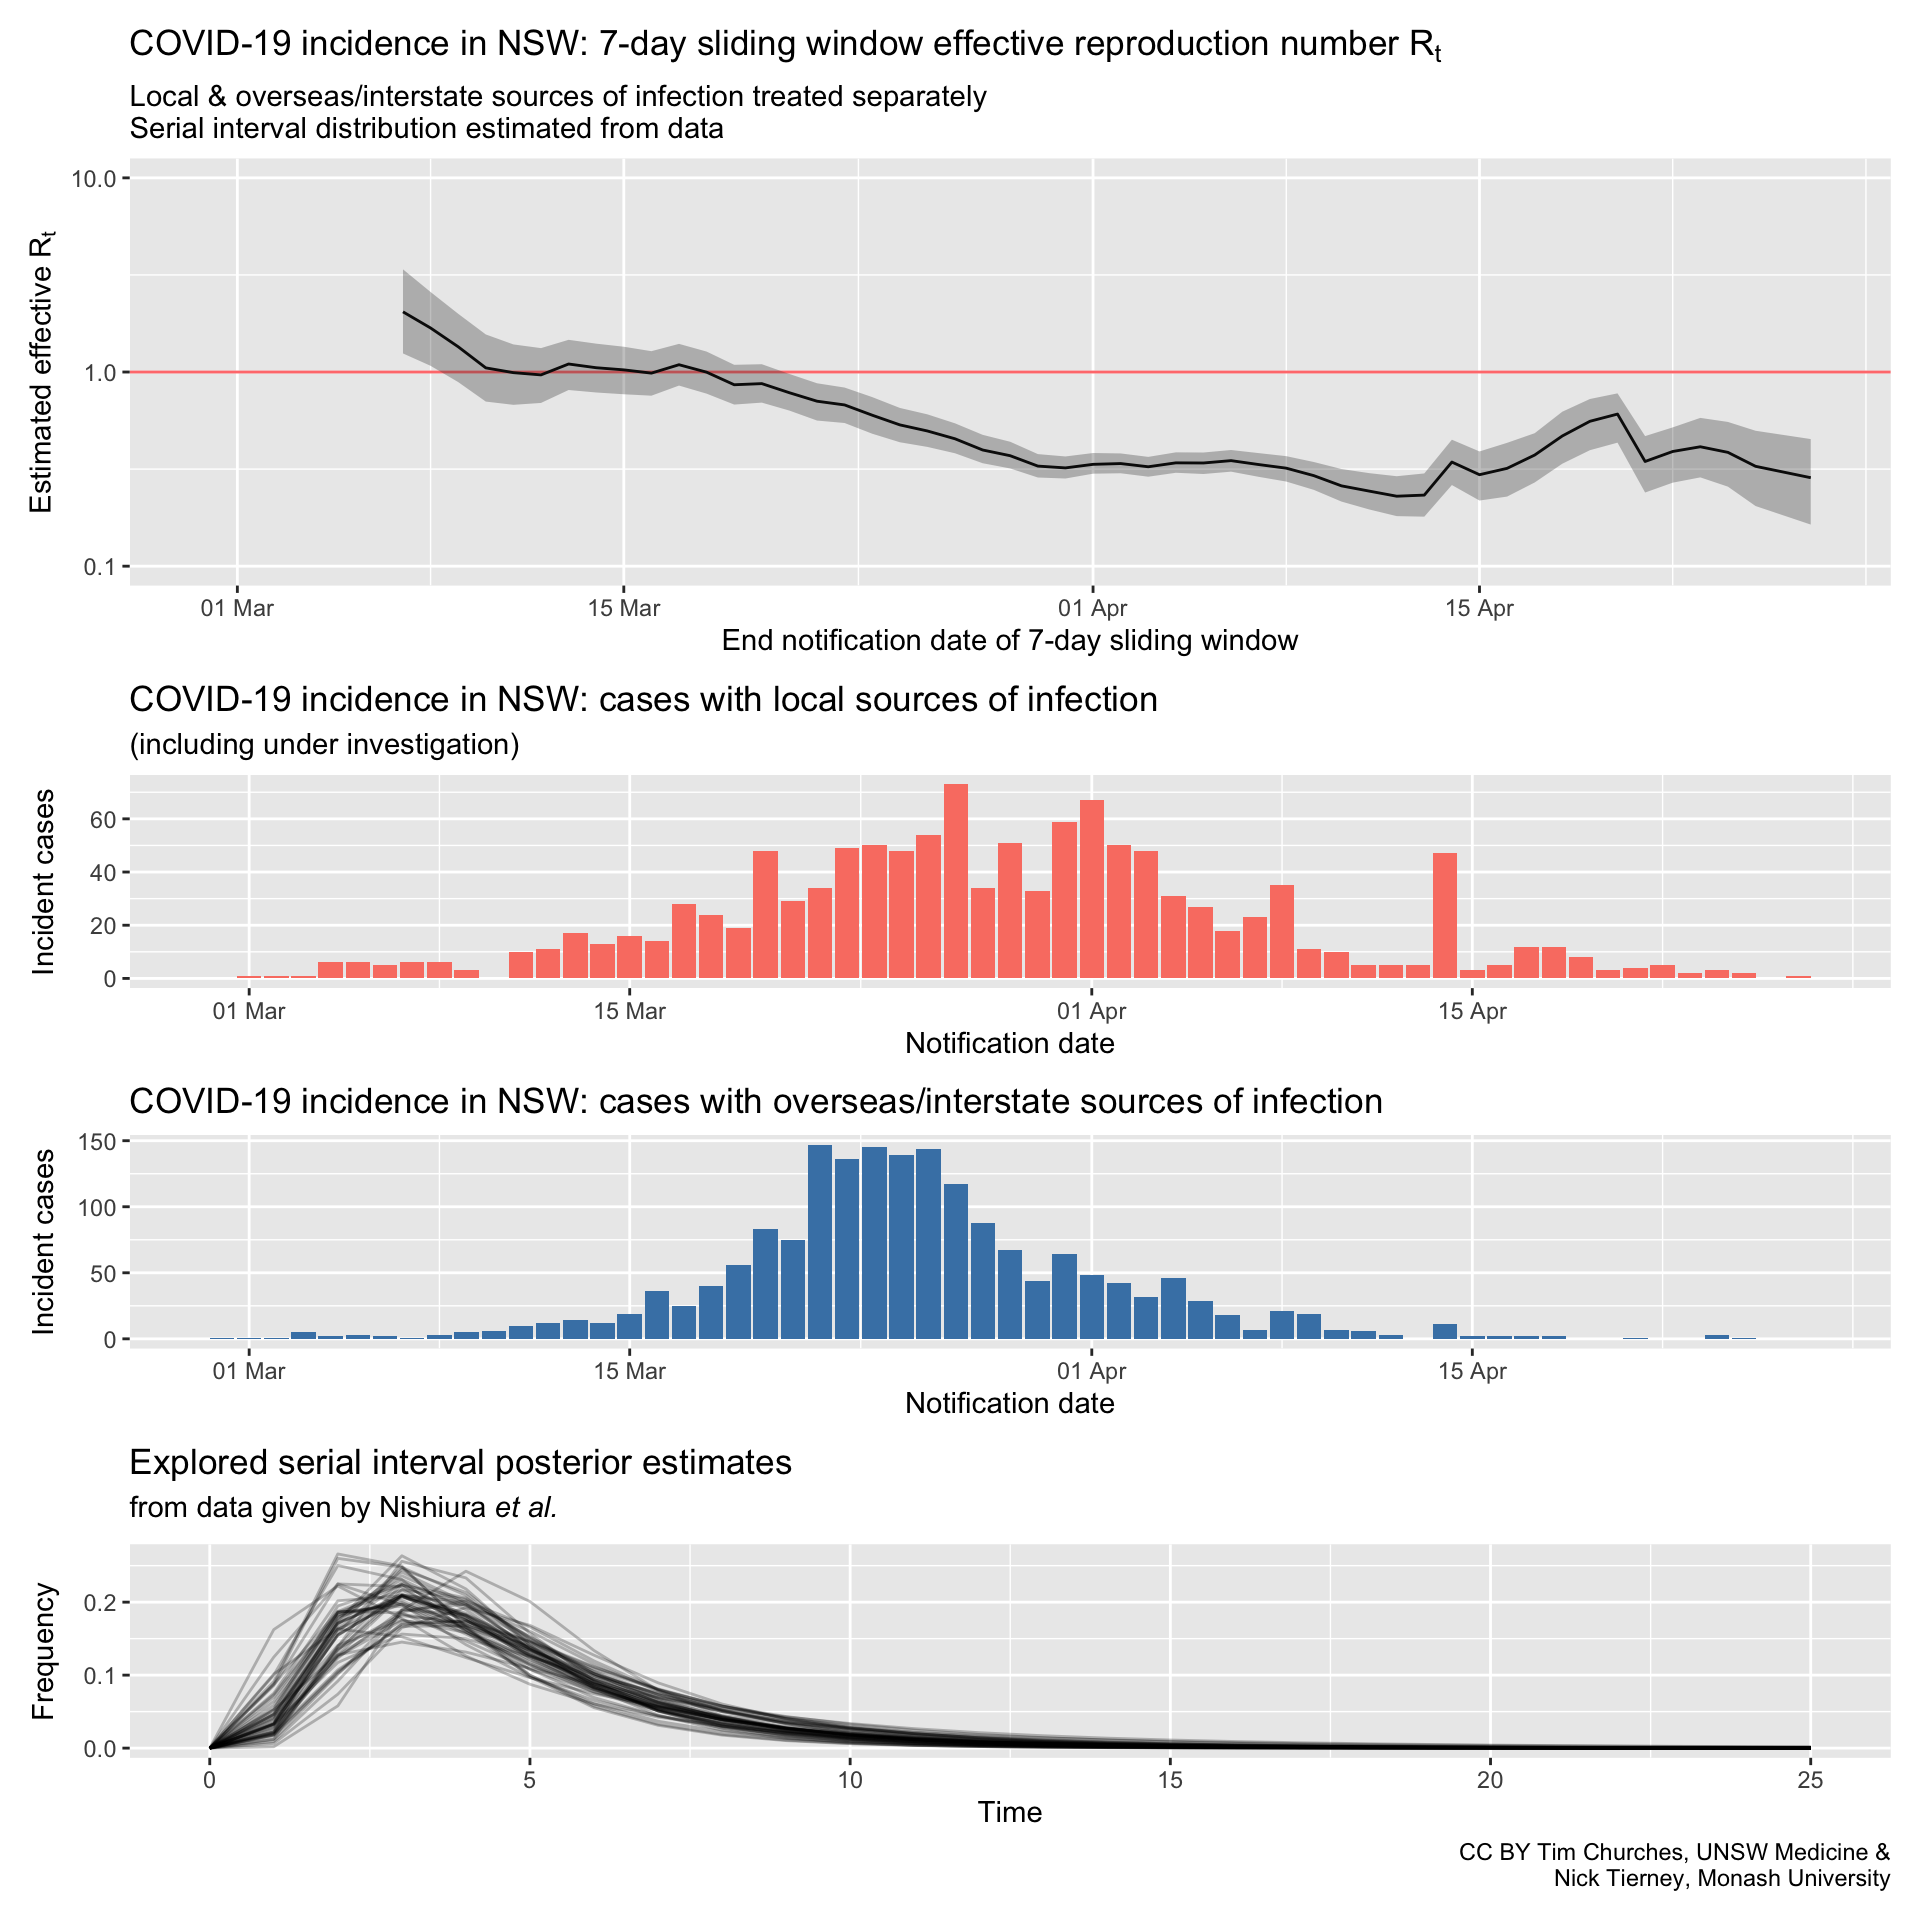 COVID-19 incidence in NSW: 7-day sliding window effective reproduction number Rt
Local & overseas/interstate sources of infection treated separately
Serial interval distribution estimated from data
Estimated effective Rt
10.0
1.0
0.1
01 Mar 15 Mar 01 Apr 15 Apr
End notification date of 7-day sliding window
COVID-19 incidence in NSW: cases with local sources of infection
(including under investigation)
Incident cases
60
40
20
0
01 Mar 15 Mar 01 Apr 15 Apr
Notification date
COVID-19 incidence in NSW: cases with overseas/interstate sources of infection
Incident cases
150
100
50
0
01 Mar 15 Mar 01 Apr 15 Apr
Notification date
Explored serial interval posterior estimates
from data given by Nishiura et al.
Frequency
0.2
0.1
0.0
0 5 10 15 20 25
Time
CC BY Tim Churches, UNSW Medicine &
Nick Tierney, Monash University